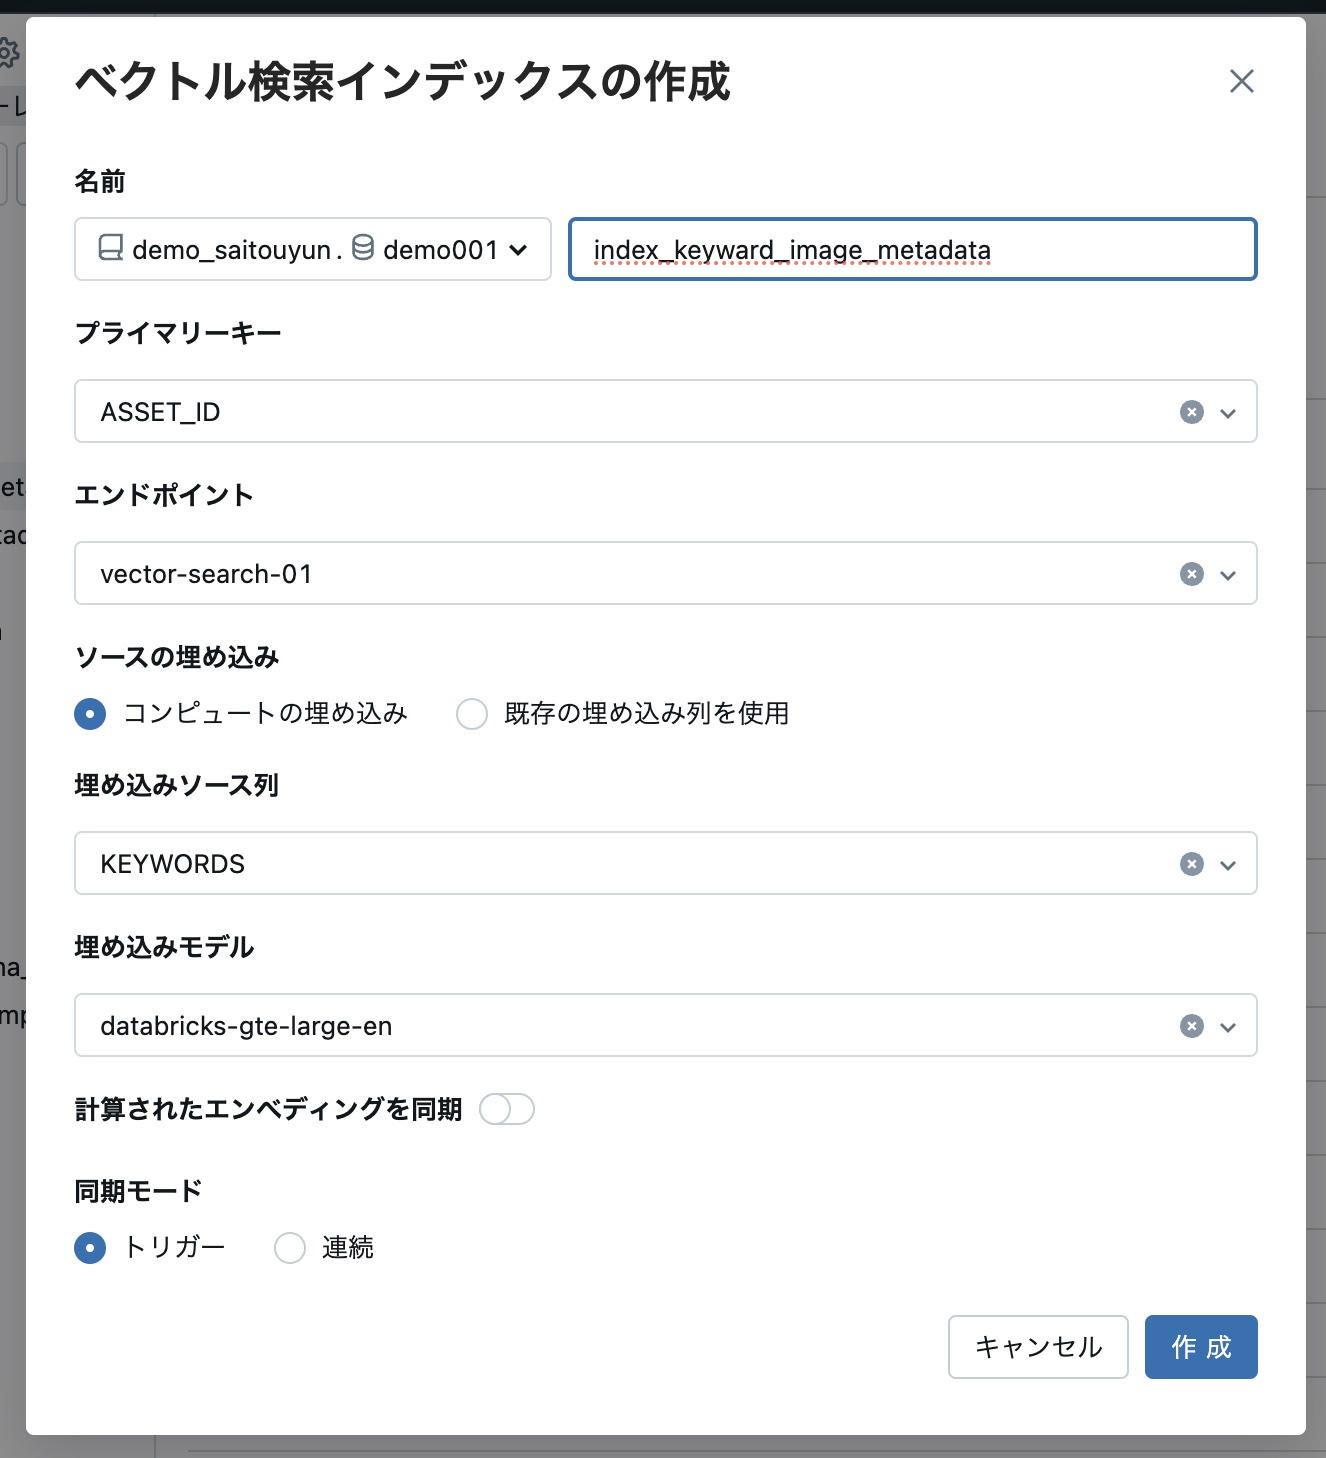 ベクトル検索インデックスの作成
名前
demo_saitouyun . demo001
index_keyward_image_metadata
プライマリーキー
ASSET_ID
エンドポイント
vector-search-01
ソースの埋め込み
コンピュートの埋め込み 既存の埋め込み列を使用
埋め込みソース列
KEYWORDS
埋め込みモデル
databricks-gte-large-en
計算されたエンベディングを同期
同期モード
トリガー 連続
キャンセル 作成